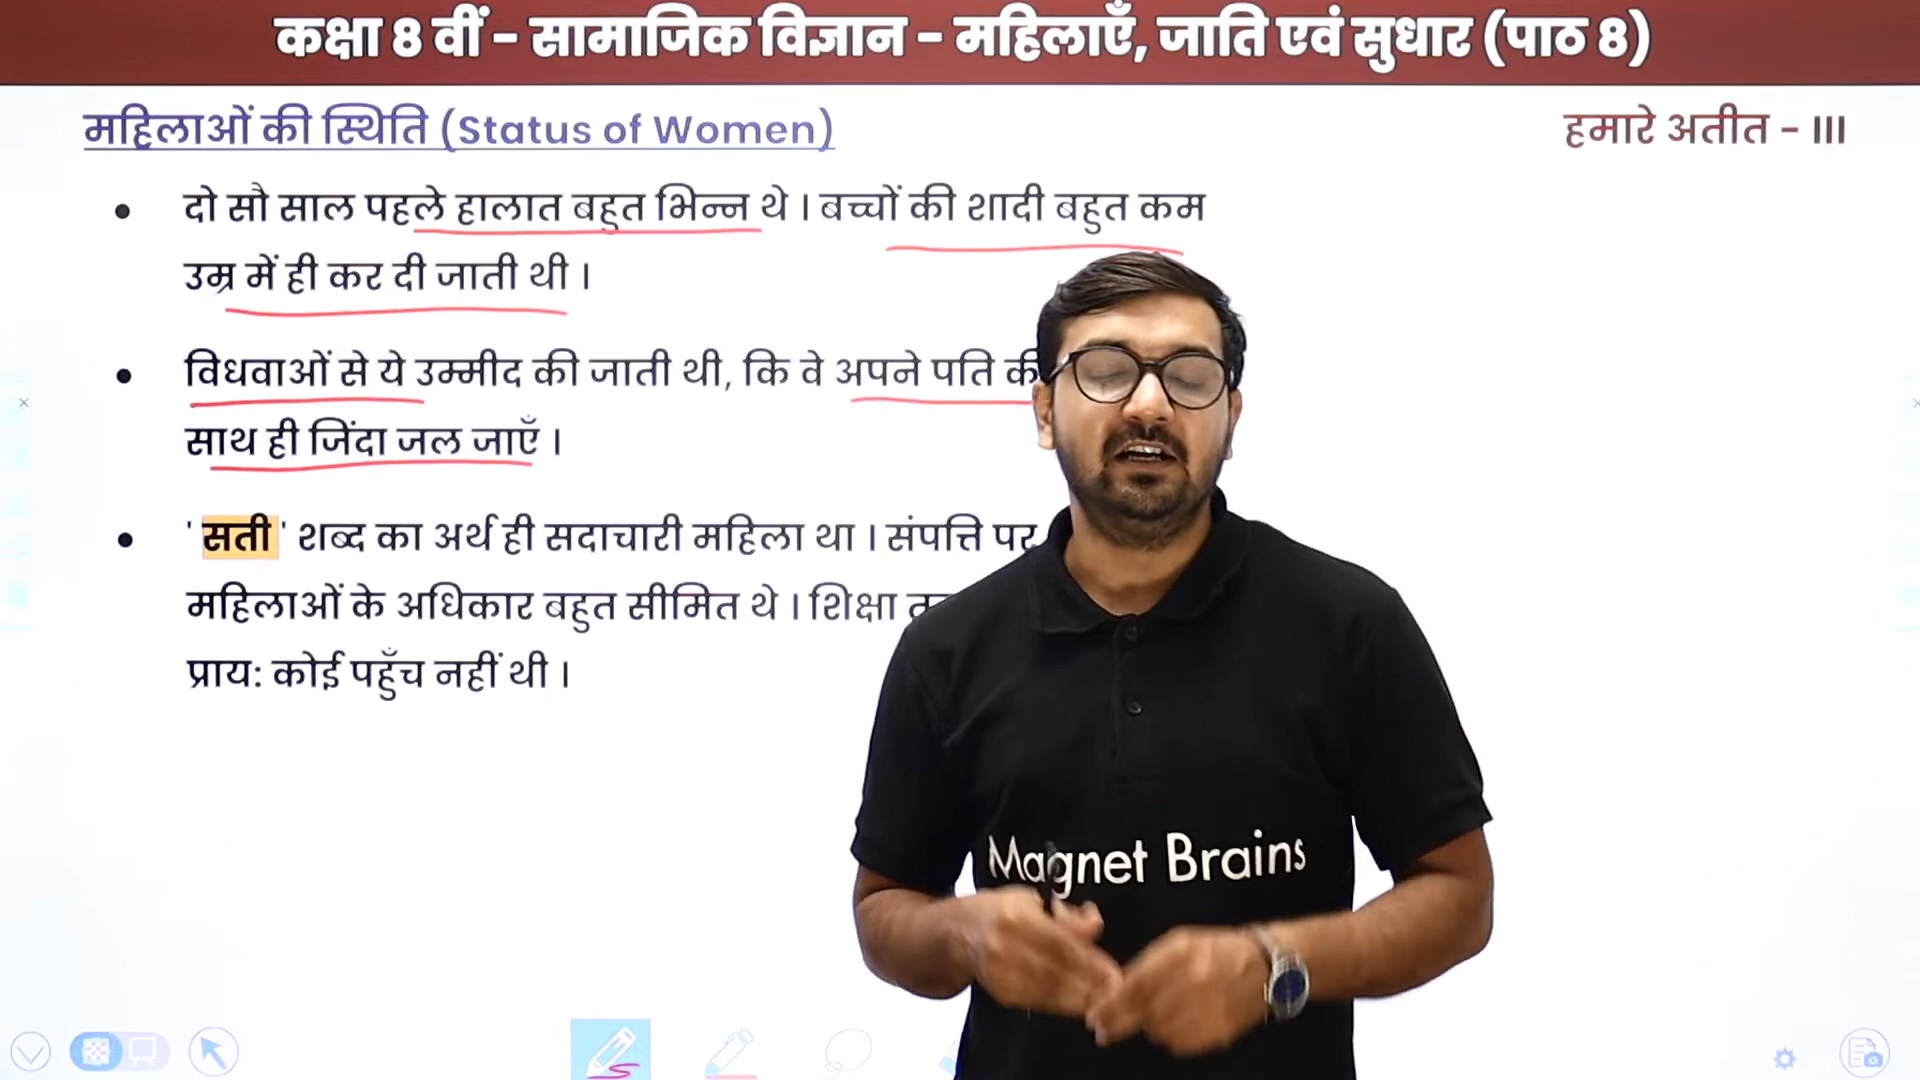 कक्षा 8 वीं - सामाजिक विज्ञान - महिलाएँ, जाति एवं सुधार (पाठ 8)
महिलाओं की स्थिति (Status of Women)
हमारे अतीत - III
दो सौ साल पहले हालात बहुत भिन्न थे । बच्चों की शादी बहुत कम
उम्र में ही कर दी जाती थी ।
विधवाओं से ये उम्मीद की जाती थी, कि वे अपने पति की
साथ ही जिंदा जल जाएँ ।
' सती ' शब्द का अर्थ ही सदाचारी महिला था । संपत्ति पर
महिलाओं के अधिकार बहुत सीमित थे । शिक्षा
प्राय: कोई पहुँच नहीं थी ।
Magnet Brains